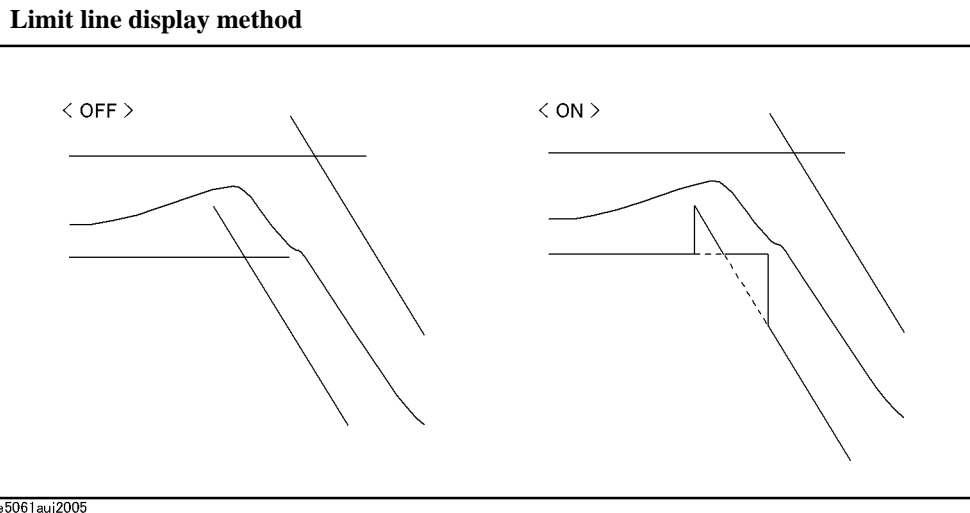 Limit line display method
< OFF >
< ON >
e5061aui2005